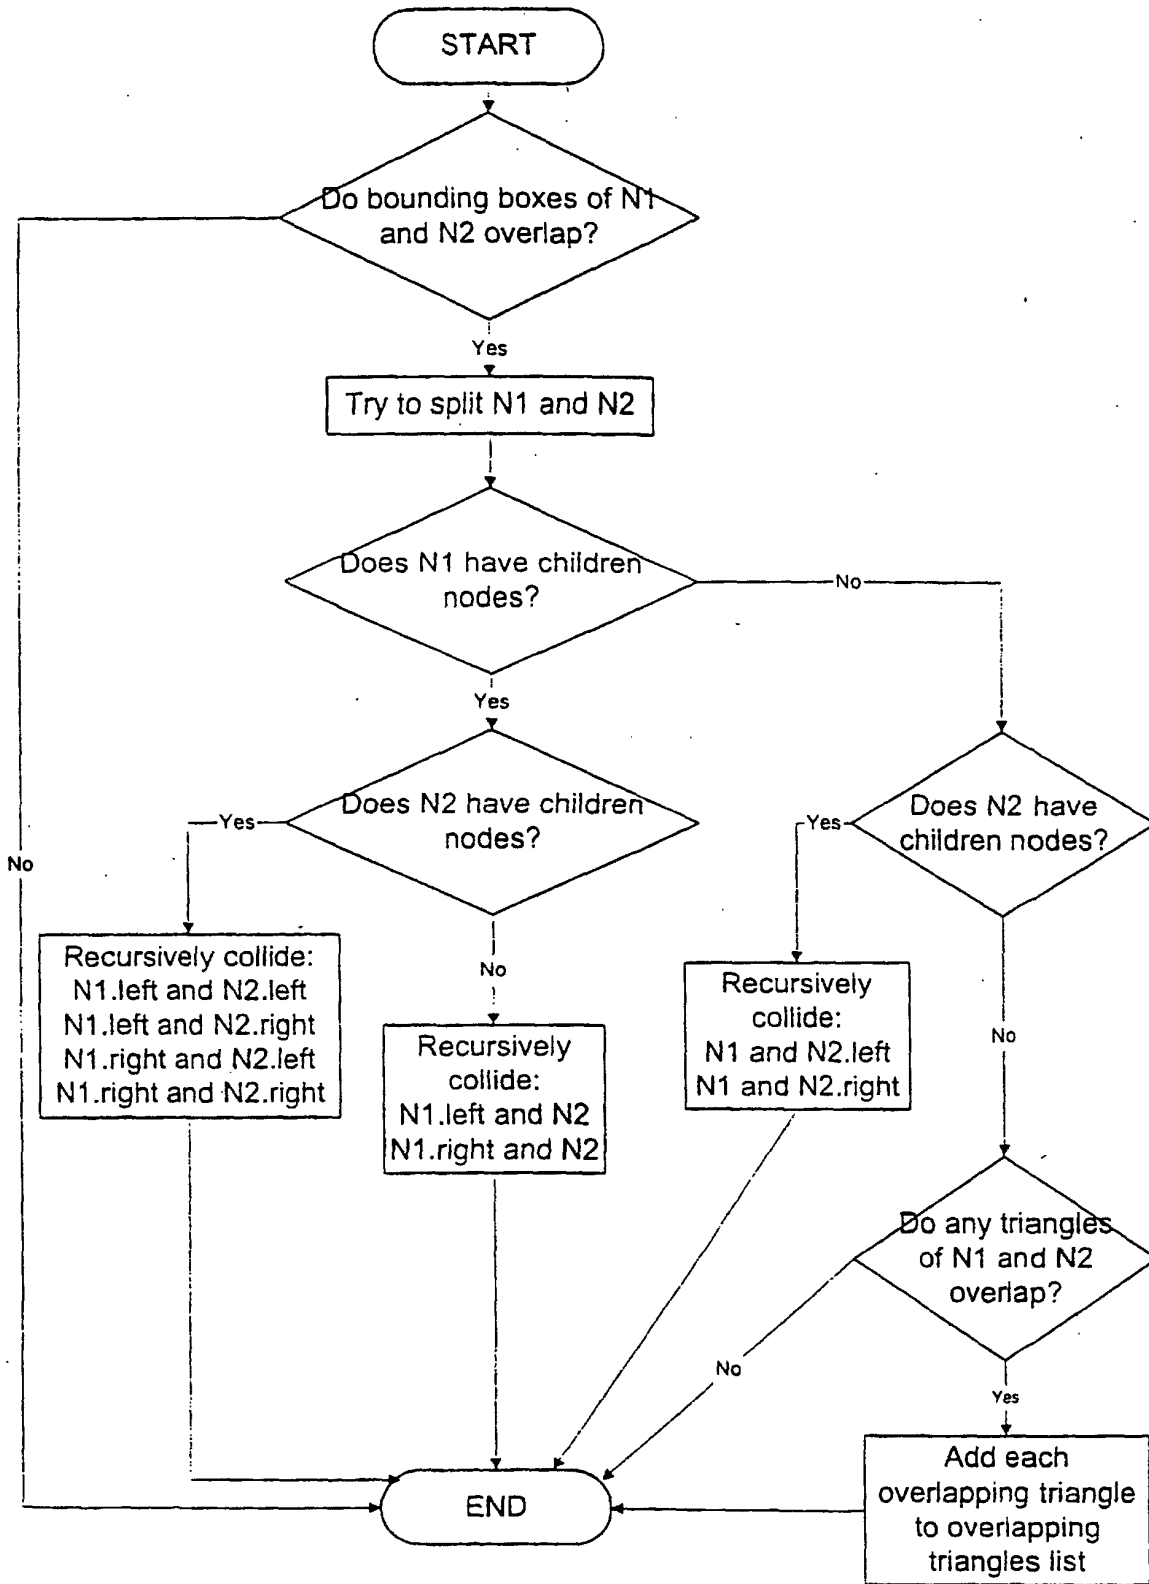 START
Do bounding boxes of N1
and N2 overlap?
Yes
Try to split N1 and N2
Does N1 have children
nodes?
No
Yes
Does N2 have children
nodes?
Yes
Does N2 have
children nodes?
Yes
No
Recursively collide:
N1.left and N2.left
N1.left and N2.right
N1.right and N2.left
N1.right and N2.right
No
Recursively
collide:
N1.left and N2
N1.right and N2
Recursively
collide:
N1 and N2.left
N1 and N2.right
No
Do any triangles
of N1 and N2
overlap?
No
Yes
Add each
overlapping triangle
to overlapping
triangles list
END